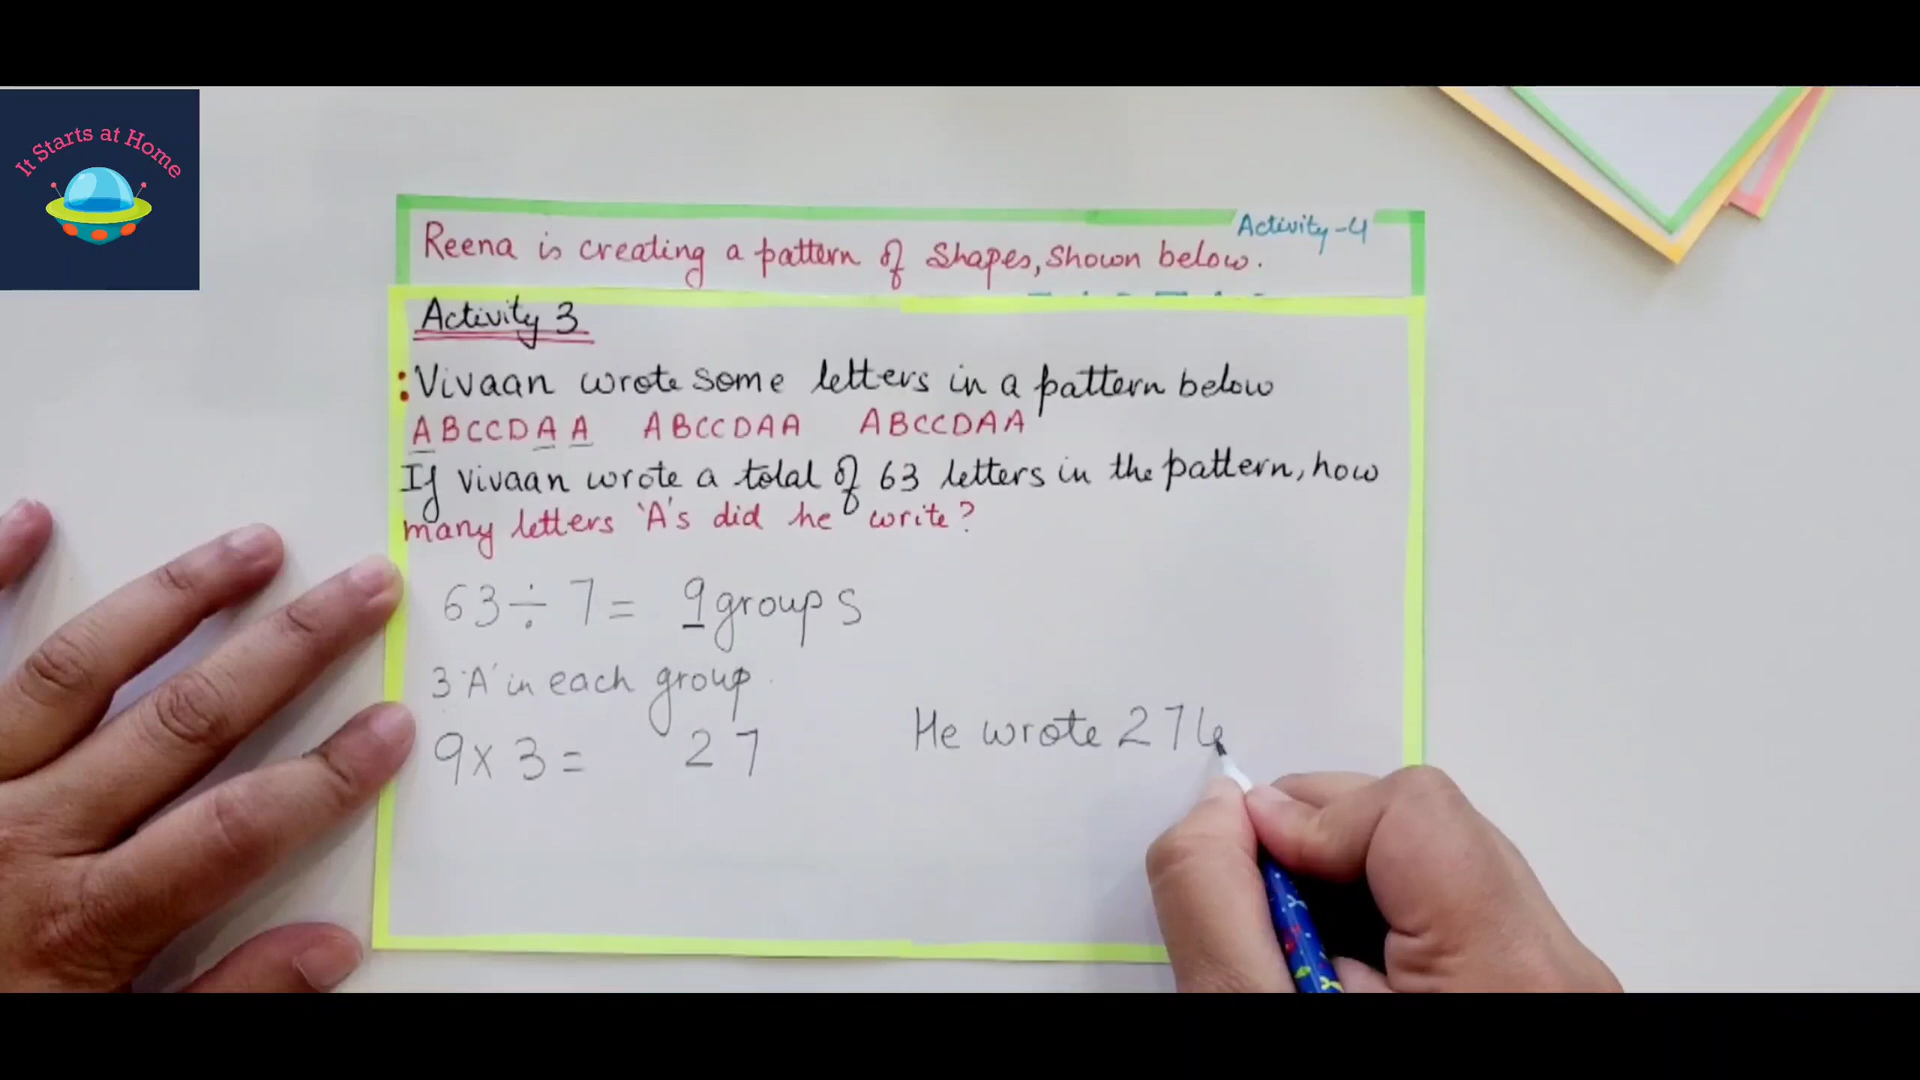 It Starts at Home
Activity-4
Reena is creating a pattern of shapes, shown below.
Activity 3
: Vivaan wrote some letters in a pattern below
ABCCDAA ABCCDAA ABCCDAA
If vivaan wrote a total of 63 letters in the pattern, how
many letters 'A's did he write?
63 ÷ 7 = 9 groups
3 'A' in each group
9 x 3 = 27
He wrote 27 le